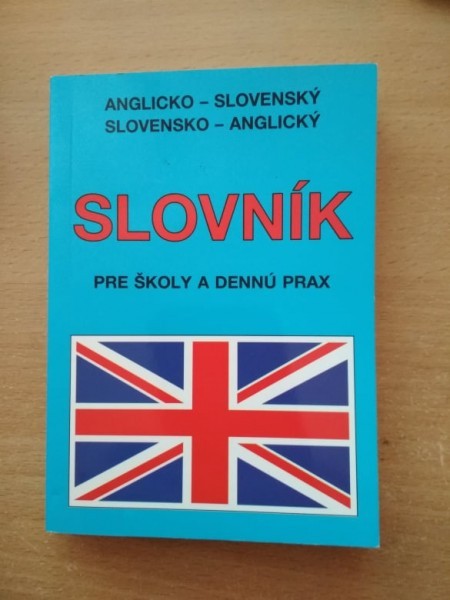 ANGLICKO – SLOVENSKÝ
SLOVENSKO – ANGLICKÝ
SLOVNÍK
PRE ŠKOLY A DENNÚ PRAX